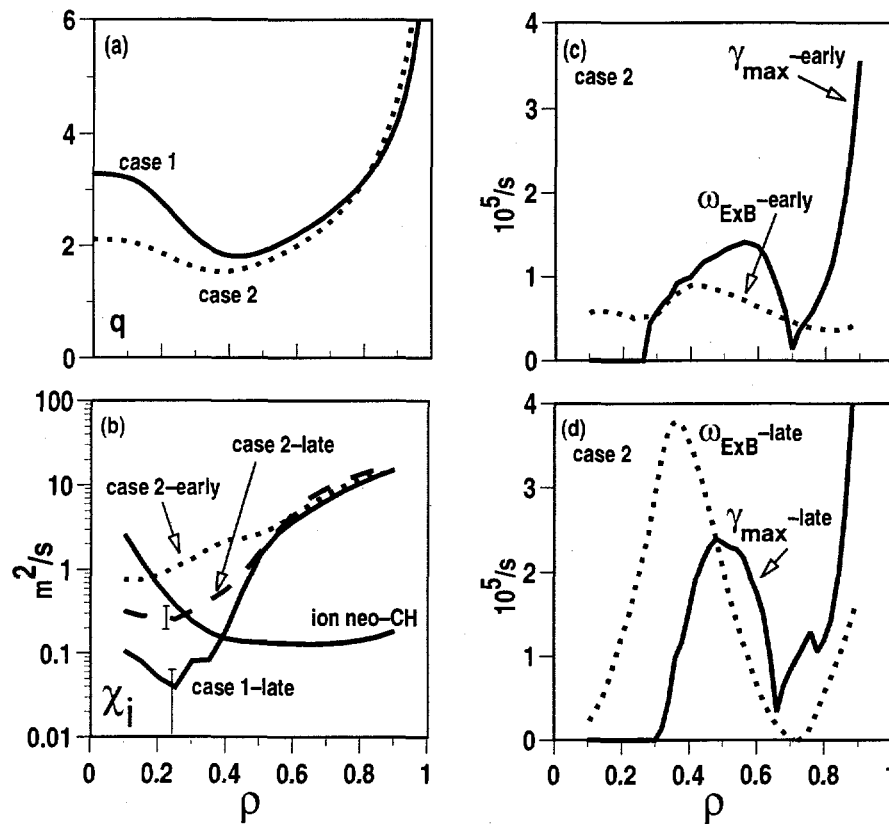 (a)
6
4
2
0
case 1
case 2
q
(b)
100
10
1
0.1
0.01
m²/s
case 2–late
case 2–early
ion neo–CH
case 1–late
χi
0
0.2
0.4
0.6
0.8
1
ρ
(c)
case 2
5
4
3
2
1
0
10⁵/s
γmax–early
ωExB–early
(d)
case 2
4
3
2
1
0
10⁵/s
ωExB–late
γmax–late
0
0.2
0.4
0.6
0.8
1
ρ